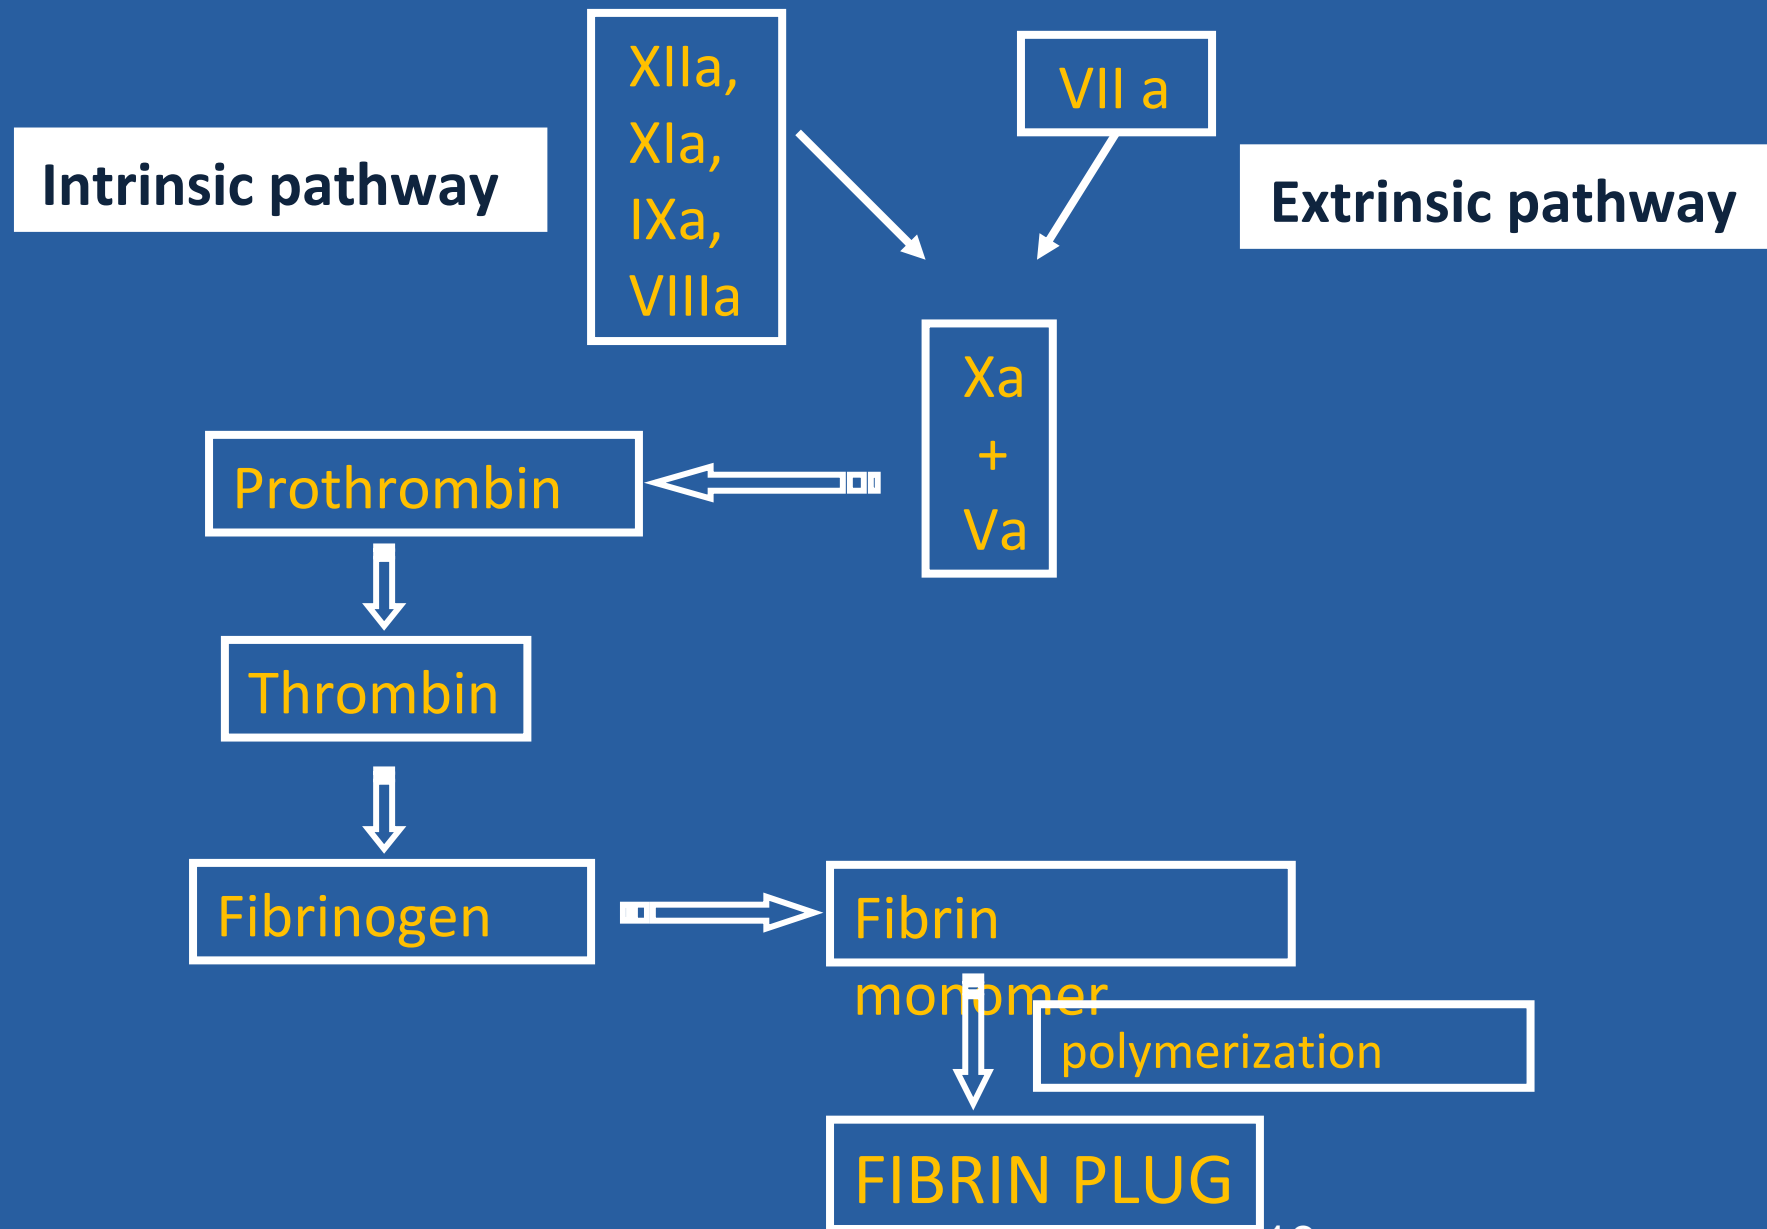 XIIa,
XIa,
IXa,
VIIIa
VII a
Intrinsic pathway
Extrinsic pathway
Xa
+
Va
Prothrombin
Thrombin
Fibrinogen
Fibrin
monomer
polymerization
FIBRIN PLUG